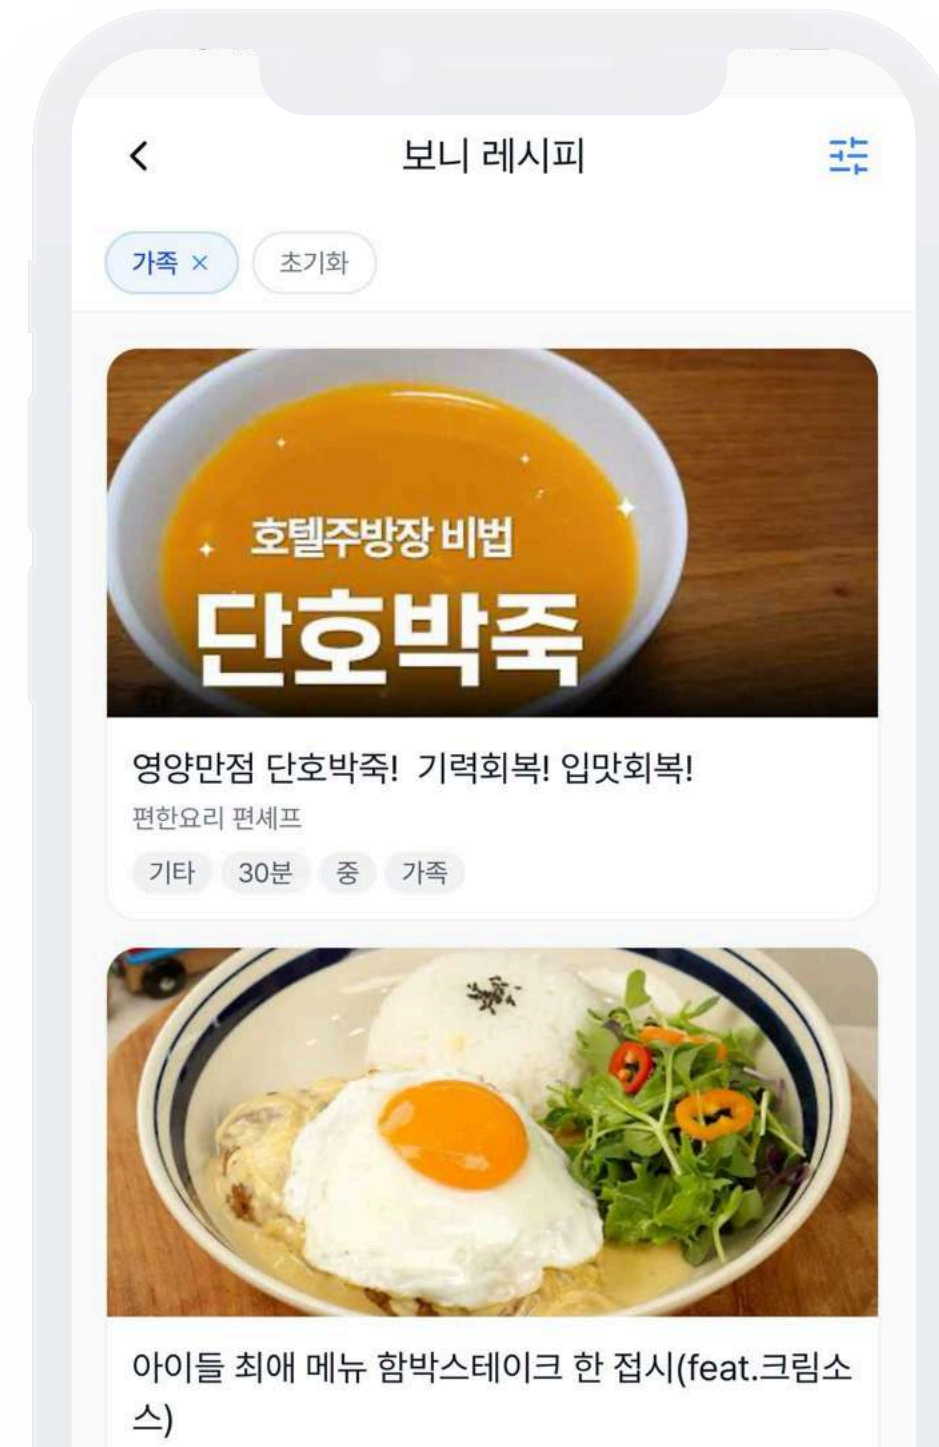 보니 레시피
가족 ×
초기화
호텔주방장 비법
단호박죽
영양만점 단호박죽! 기력회복! 입맛회복!
편한요리 편셰프
기타 30분 중 가족
아이들 최애 메뉴 함박스테이크 한 접시(feat.크림소
스)